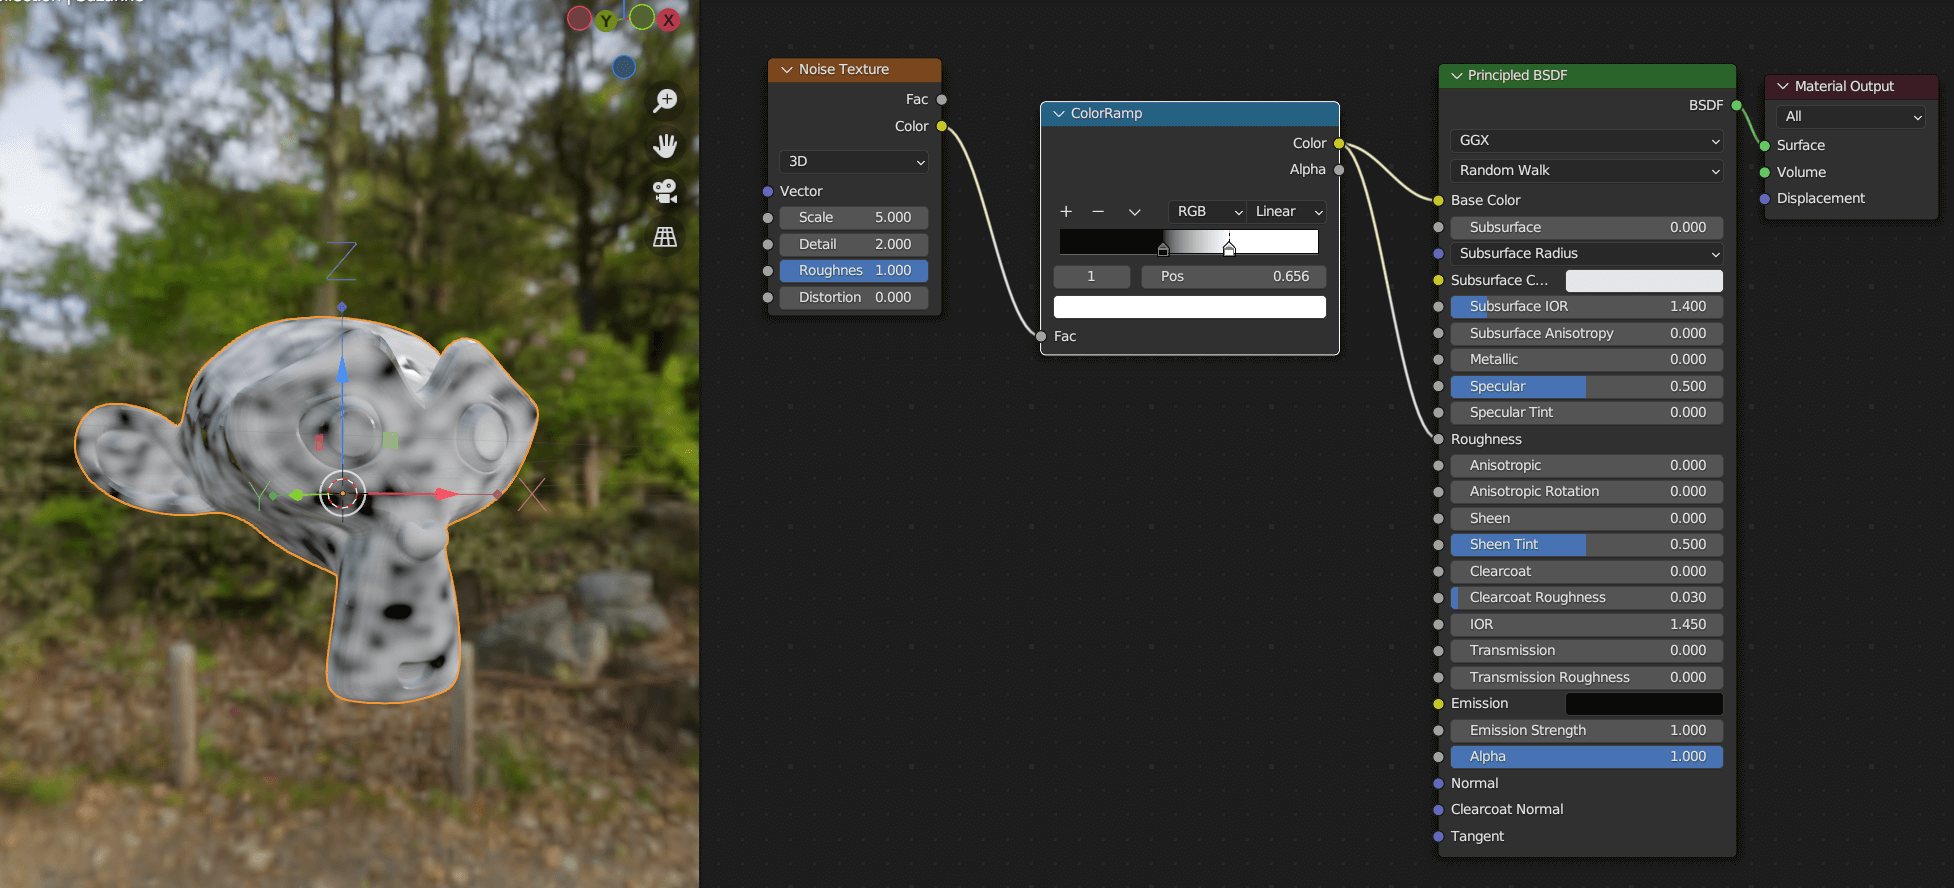 Y
X
Z
Y
X
Noise Texture
Fac
Color
3D
Vector
Scale 5.000
Detail 2.000
Roughnes 1.000
Distortion 0.000
ColorRamp
Color
Alpha
RGB Linear
1 Pos 0.656
Fac
Principled BSDF
BSDF
GGX
Random Walk
Base Color
Subsurface 0.000
Subsurface Radius
Subsurface C...
Subsurface IOR 1.400
Subsurface Anisotropy 0.000
Metallic 0.000
Specular 0.500
Specular Tint 0.000
Roughness
Anisotropic 0.000
Anisotropic Rotation 0.000
Sheen 0.000
Sheen Tint 0.500
Clearcoat 0.000
Clearcoat Roughness 0.030
IOR 1.450
Transmission 0.000
Transmission Roughness 0.000
Emission
Emission Strength 1.000
Alpha 1.000
Normal
Clearcoat Normal
Tangent
Material Output
All
Surface
Volume
Displacement